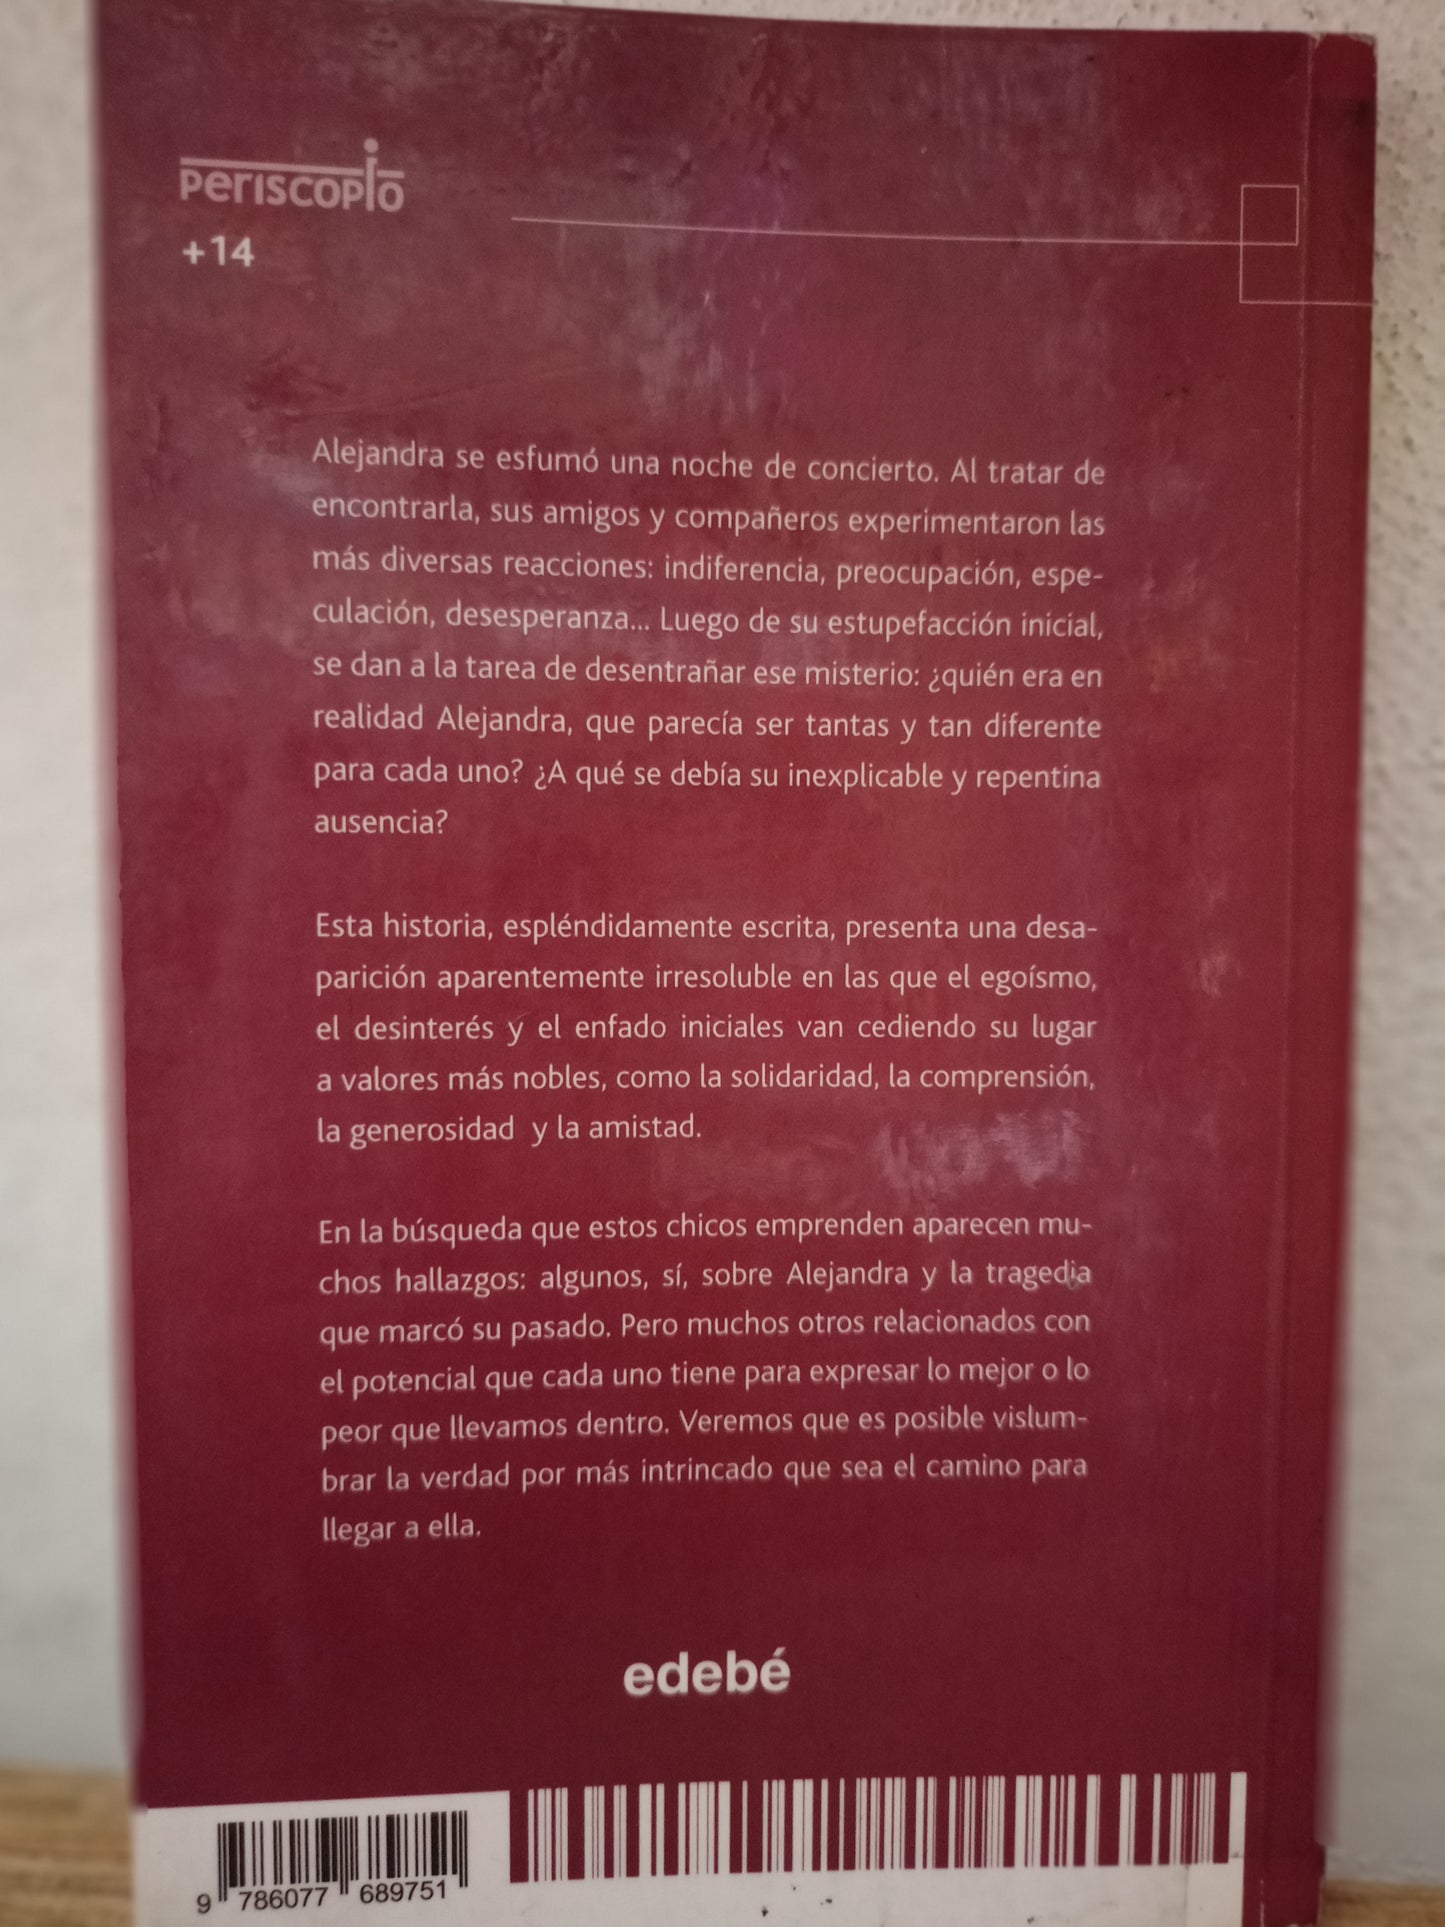 Periscopio
+14
Alejandra se esfumó una noche de concierto. Al tratar de
encontrarla, sus amigos y compañeros experimentaron las
más diversas reacciones: indiferencia, preocupación, espe-
culación, desesperanza... Luego de su estupefacción inicial,
se dan a la tarea de desentrañar ese misterio: ¿quién era en
realidad Alejandra, que parecía ser tantas y tan diferente
para cada uno? ¿A qué se debía su inexplicable y repentina
ausencia?
Esta historia, espléndidamente escrita, presenta una desa-
parición aparentemente irresoluble en las que el egoísmo,
el desinterés y el enfado iniciales van cediendo su lugar
a valores más nobles, como la solidaridad, la comprensión,
la generosidad y la amistad.
En la búsqueda que estos chicos emprenden aparecen mu-
chos hallazgos: algunos, sí, sobre Alejandra y la tragedia
que marcó su pasado. Pero muchos otros relacionados con
el potencial que cada uno tiene para expresar lo mejor o lo
peor que llevamos dentro. Veremos que es posible vislum-
brar la verdad por más intrincado que sea el camino para
llegar a ella.
edebé
9 786077 689751